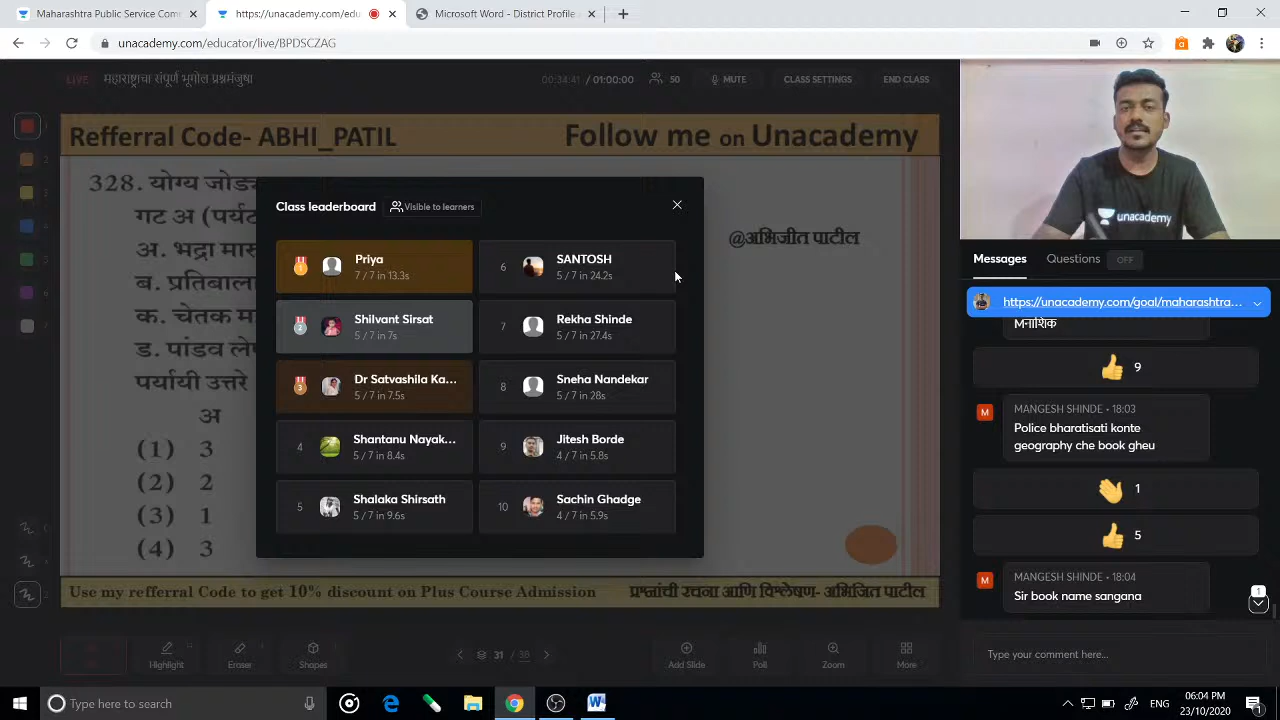 Maharashtra Public Service Com
https://unacademy.com/edu
Microsoft Word - District Profile
unacademy.com/educator/live/BPDSCZAG
LIVE
महाराष्ट्राचा संपूर्ण भूगोल प्रश्नमंजुषा
00:34:41 / 01:00:00
50
MUTE
CLASS SETTINGS
END CLASS
Refferral Code- ABHI_PATIL
Follow me on Unacademy
328. योग्य
गट अ
@अभिजीत पाटील
अ. भद्रा
ब.
क. चेतक
ड. पांडव
पर्यायी उत्तरे
अ
(1) 3
(2) 2
(3) 1
(4) 3
Class leaderboard
Visible to learners
Priya
7 / 7 in 13.3s
Shilvant Sirsat
5 / 7 in 7s
Dr Satvashila Ka...
5 / 7 in 7.5s
4
Shantanu Nayak...
5 / 7 in 8.4s
5
Shalaka Shirsath
5 / 7 in 9.6s
6
SANTOSH
5 / 7 in 24.2s
7
Rekha Shinde
5 / 7 in 27.4s
8
Sneha Nandekar
5 / 7 in 28s
9
Jitesh Borde
4 / 7 in 5.8s
10
Sachin Ghadge
4 / 7 in 5.9s
Use my refferral Code to get 10% discount on Plus Course Admission
प्रश्नांची रचना आणि विश्लेषण- अभिजित पाटील
Highlight
Eraser
Shapes
31 / 38
Add Slide
Poll
Zoom
More
unacademy
Messages
Questions
OFF
https://unacademy.com/goal/maharashtra...
Mनाशिक
9
M
MANGESH SHINDE • 18:03
Police bharatisati konte
geography che book gheu
1
5
M
MANGESH SHINDE • 18:04
Sir book name sangana
1
Type your comment here...
Type here to search
ENG
06:04 PM
23/10/2020
1